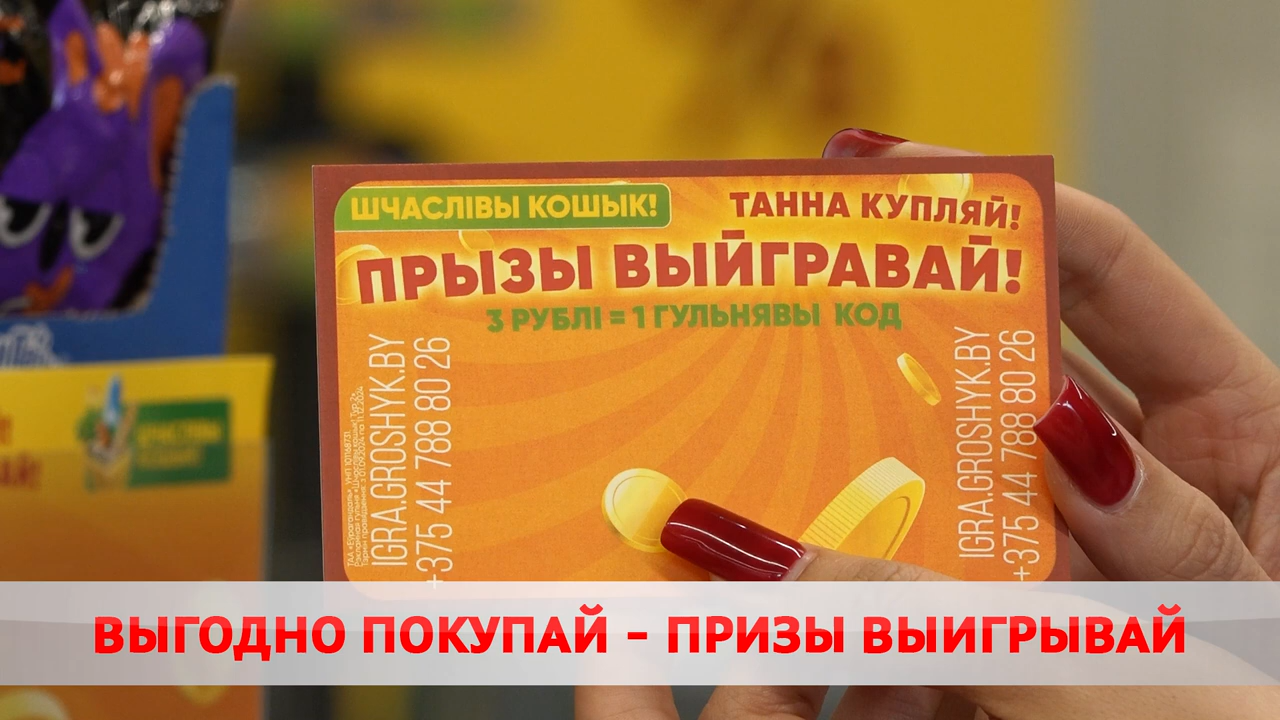 ШЧАСЛІВЫ КОШЫК!
ТАННА КУПЛЯЙ!
ПРЫЗЫ ВЫЙГРАВАЙ!
3 РУБЛІ = 1 ГУЛЬНЯВЫ КОД
IGRA.GROSHYK.BY
+375 44 788 80 26
IGRA.GROSHYK.BY
+375 44 788 80 26
ВЫГОДНО ПОКУПАЙ - ПРИЗЫ ВЫИГРЫВАЙ